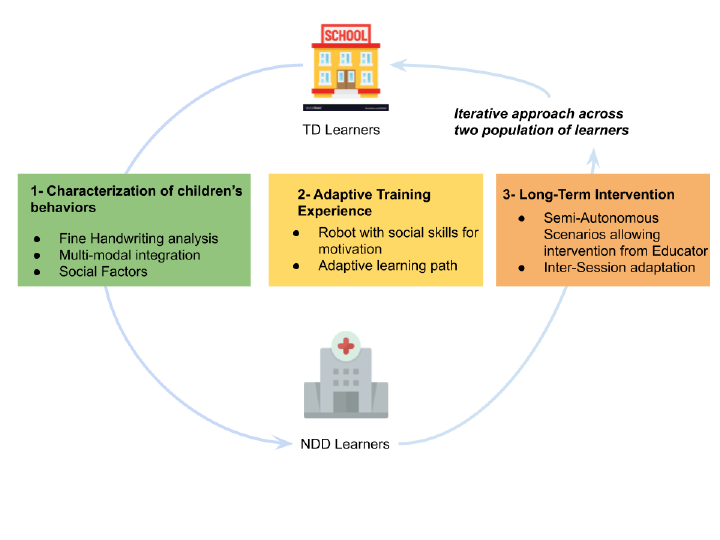 SCHOOL
TD Learners
Iterative approach across
two population of learners
1- Characterization of children's
behaviors
● Fine Handwriting analysis
● Multi-modal integration
● Social Factors
2- Adaptive Training
Experience
● Robot with social skills for
motivation
● Adaptive learning path
3- Long-Term Intervention
● Semi-Autonomous
Scenarios allowing
intervention from Educator
● Inter-Session adaptation
NDD Learners